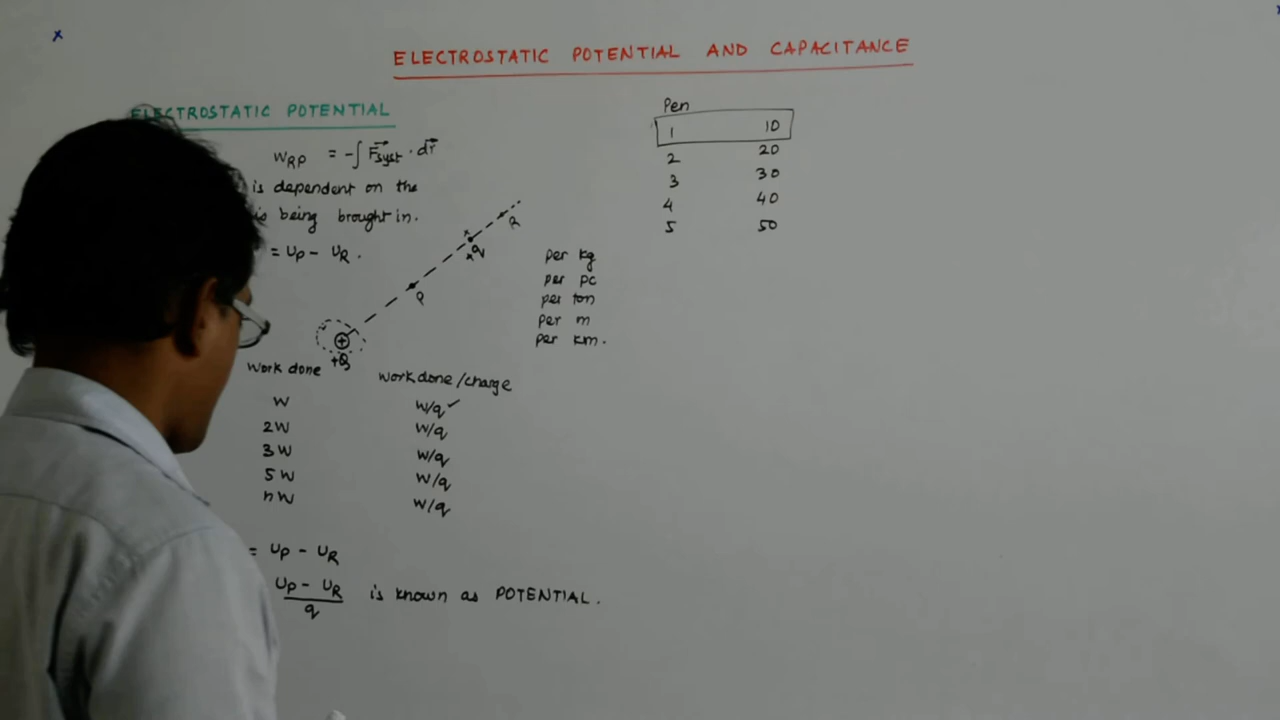 x
ELECTROSTATIC POTENTIAL AND CAPACITANCE
ELECTROSTATIC POTENTIAL
W_RP = -∫ F⃗syst · dr⃗
is dependent on the
is being brought in.
= U_P - U_R .
R
+q
P
+Q
per kg
per pc
per ton
per m
per km.
Work done work done/charge
W W/q ✓
2W W/q
3W W/q
5W W/q
nW W/q
= U_P - U_R
U_P - U_R / q is known as POTENTIAL.
Pen
1 10
2 20
3 30
4 40
5 50